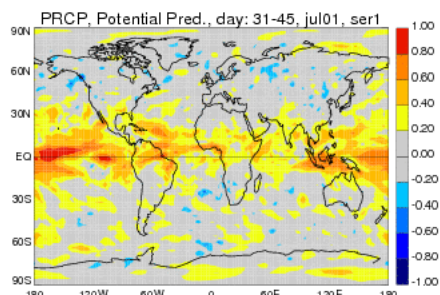 PRCP, Potential Pred., day: 31-45, jul01, ser1
90N
60N
30N
EQ
30S
60S
90S
180 120W 60W 0 60E 120E 180
1.00
0.80
0.60
0.40
0.20
0.00
-0.20
-0.40
-0.60
-0.80
-1.00